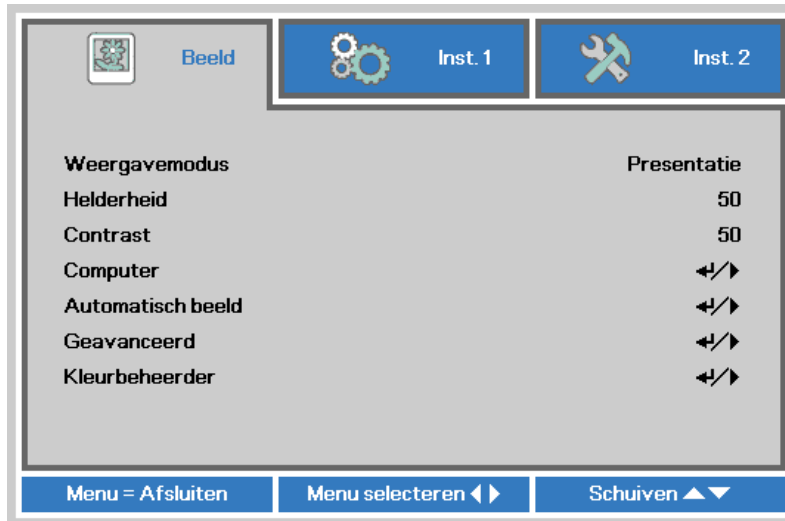 Beeld Inst. 1 Inst. 2
Weergavemodus Presentatie
Helderheid 50
Contrast 50
Computer
Automatisch beeld
Geavanceerd
Kleurbeheerder
Menu = Afsluiten Menu selecteren Schuiven